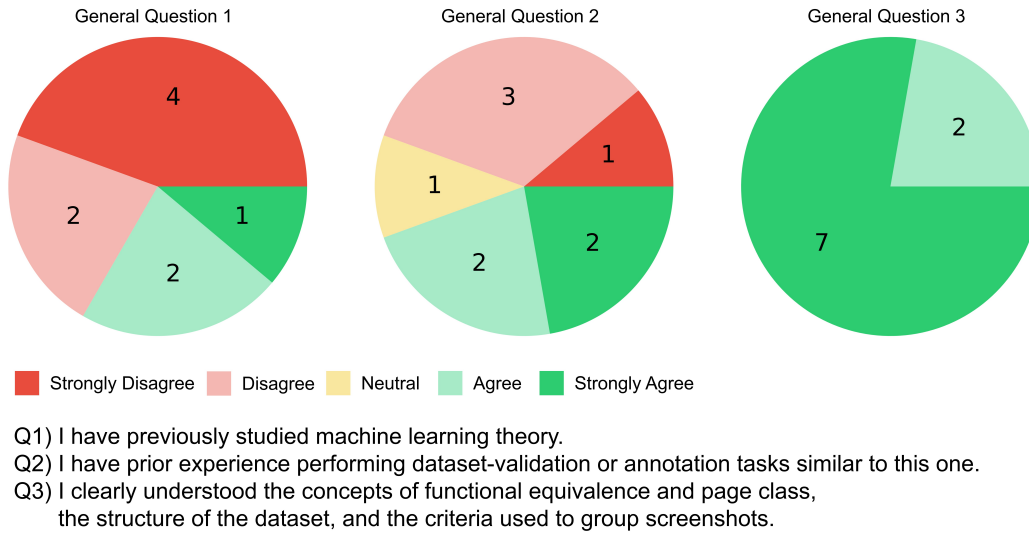 General Question 1 General Question 2 General Question 3
4
2
2
1
3
1
1
2
2
2
7
Strongly Disagree Disagree Neutral Agree Strongly Agree
Q1) I have previously studied machine learning theory.
Q2) I have prior experience performing dataset-validation or annotation tasks similar to this one.
Q3) I clearly understood the concepts of functional equivalence and page class,
the structure of the dataset, and the criteria used to group screenshots.